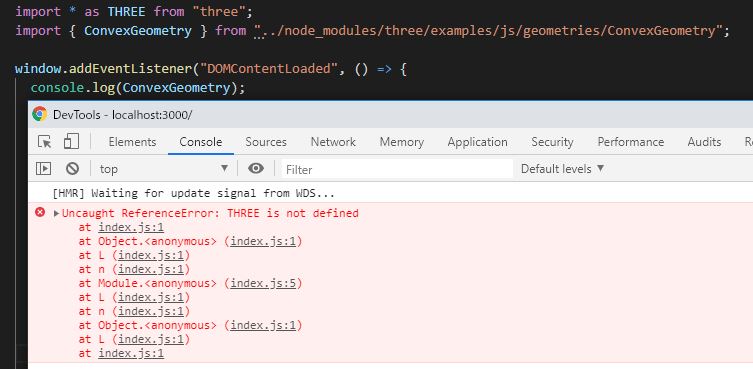 import * as THREE from "three";
import { ConvexGeometry } from "../node_modules/three/examples/js/geometries/ConvexGeometry";
window.addEventListener("DOMContentLoaded", () => {
console.log(ConvexGeometry);
DevTools - localhost:3000/
Elements Console Sources Network Memory Application Security Performance Audits R
top Filter Default levels ▼
[HMR] Waiting for update signal from WDS...
Uncaught ReferenceError: THREE is not defined
at index.js:1
at Object.<anonymous> (index.js:1)
at L (index.js:1)
at n (index.js:1)
at Module.<anonymous> (index.js:5)
at L (index.js:1)
at n (index.js:1)
at Object.<anonymous> (index.js:1)
at L (index.js:1)
at index.js:1